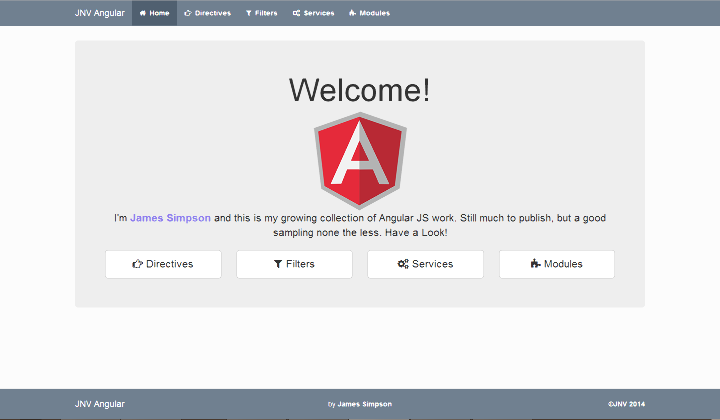 JNV Angular Home Directives Filters Services Modules
Welcome!
A
I'm James Simpson and this is my growing collection of Angular JS work. Still much to publish, but a good
sampling none the less. Have a Look!
Directives Filters Services Modules
JNV Angular by James Simpson ©JNV 2014